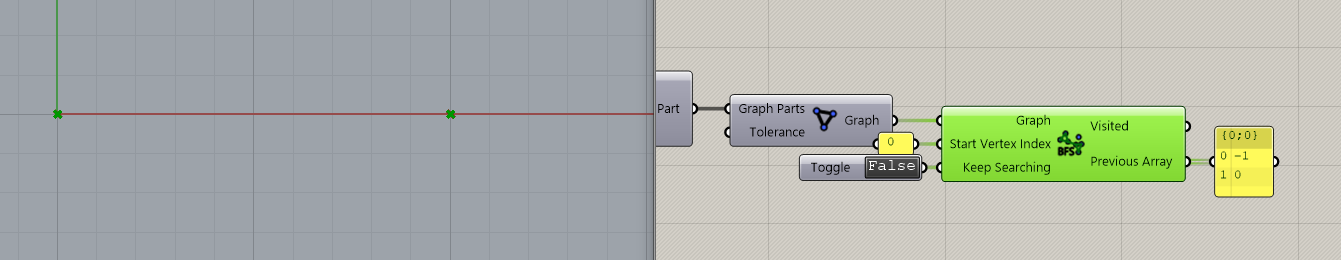 Part
Graph Parts
Tolerance
Graph
0
Toggle False
Graph
Start Vertex Index
Keep Searching
BFS
Visited
Previous Array
{0;0}
0 -1
1 0